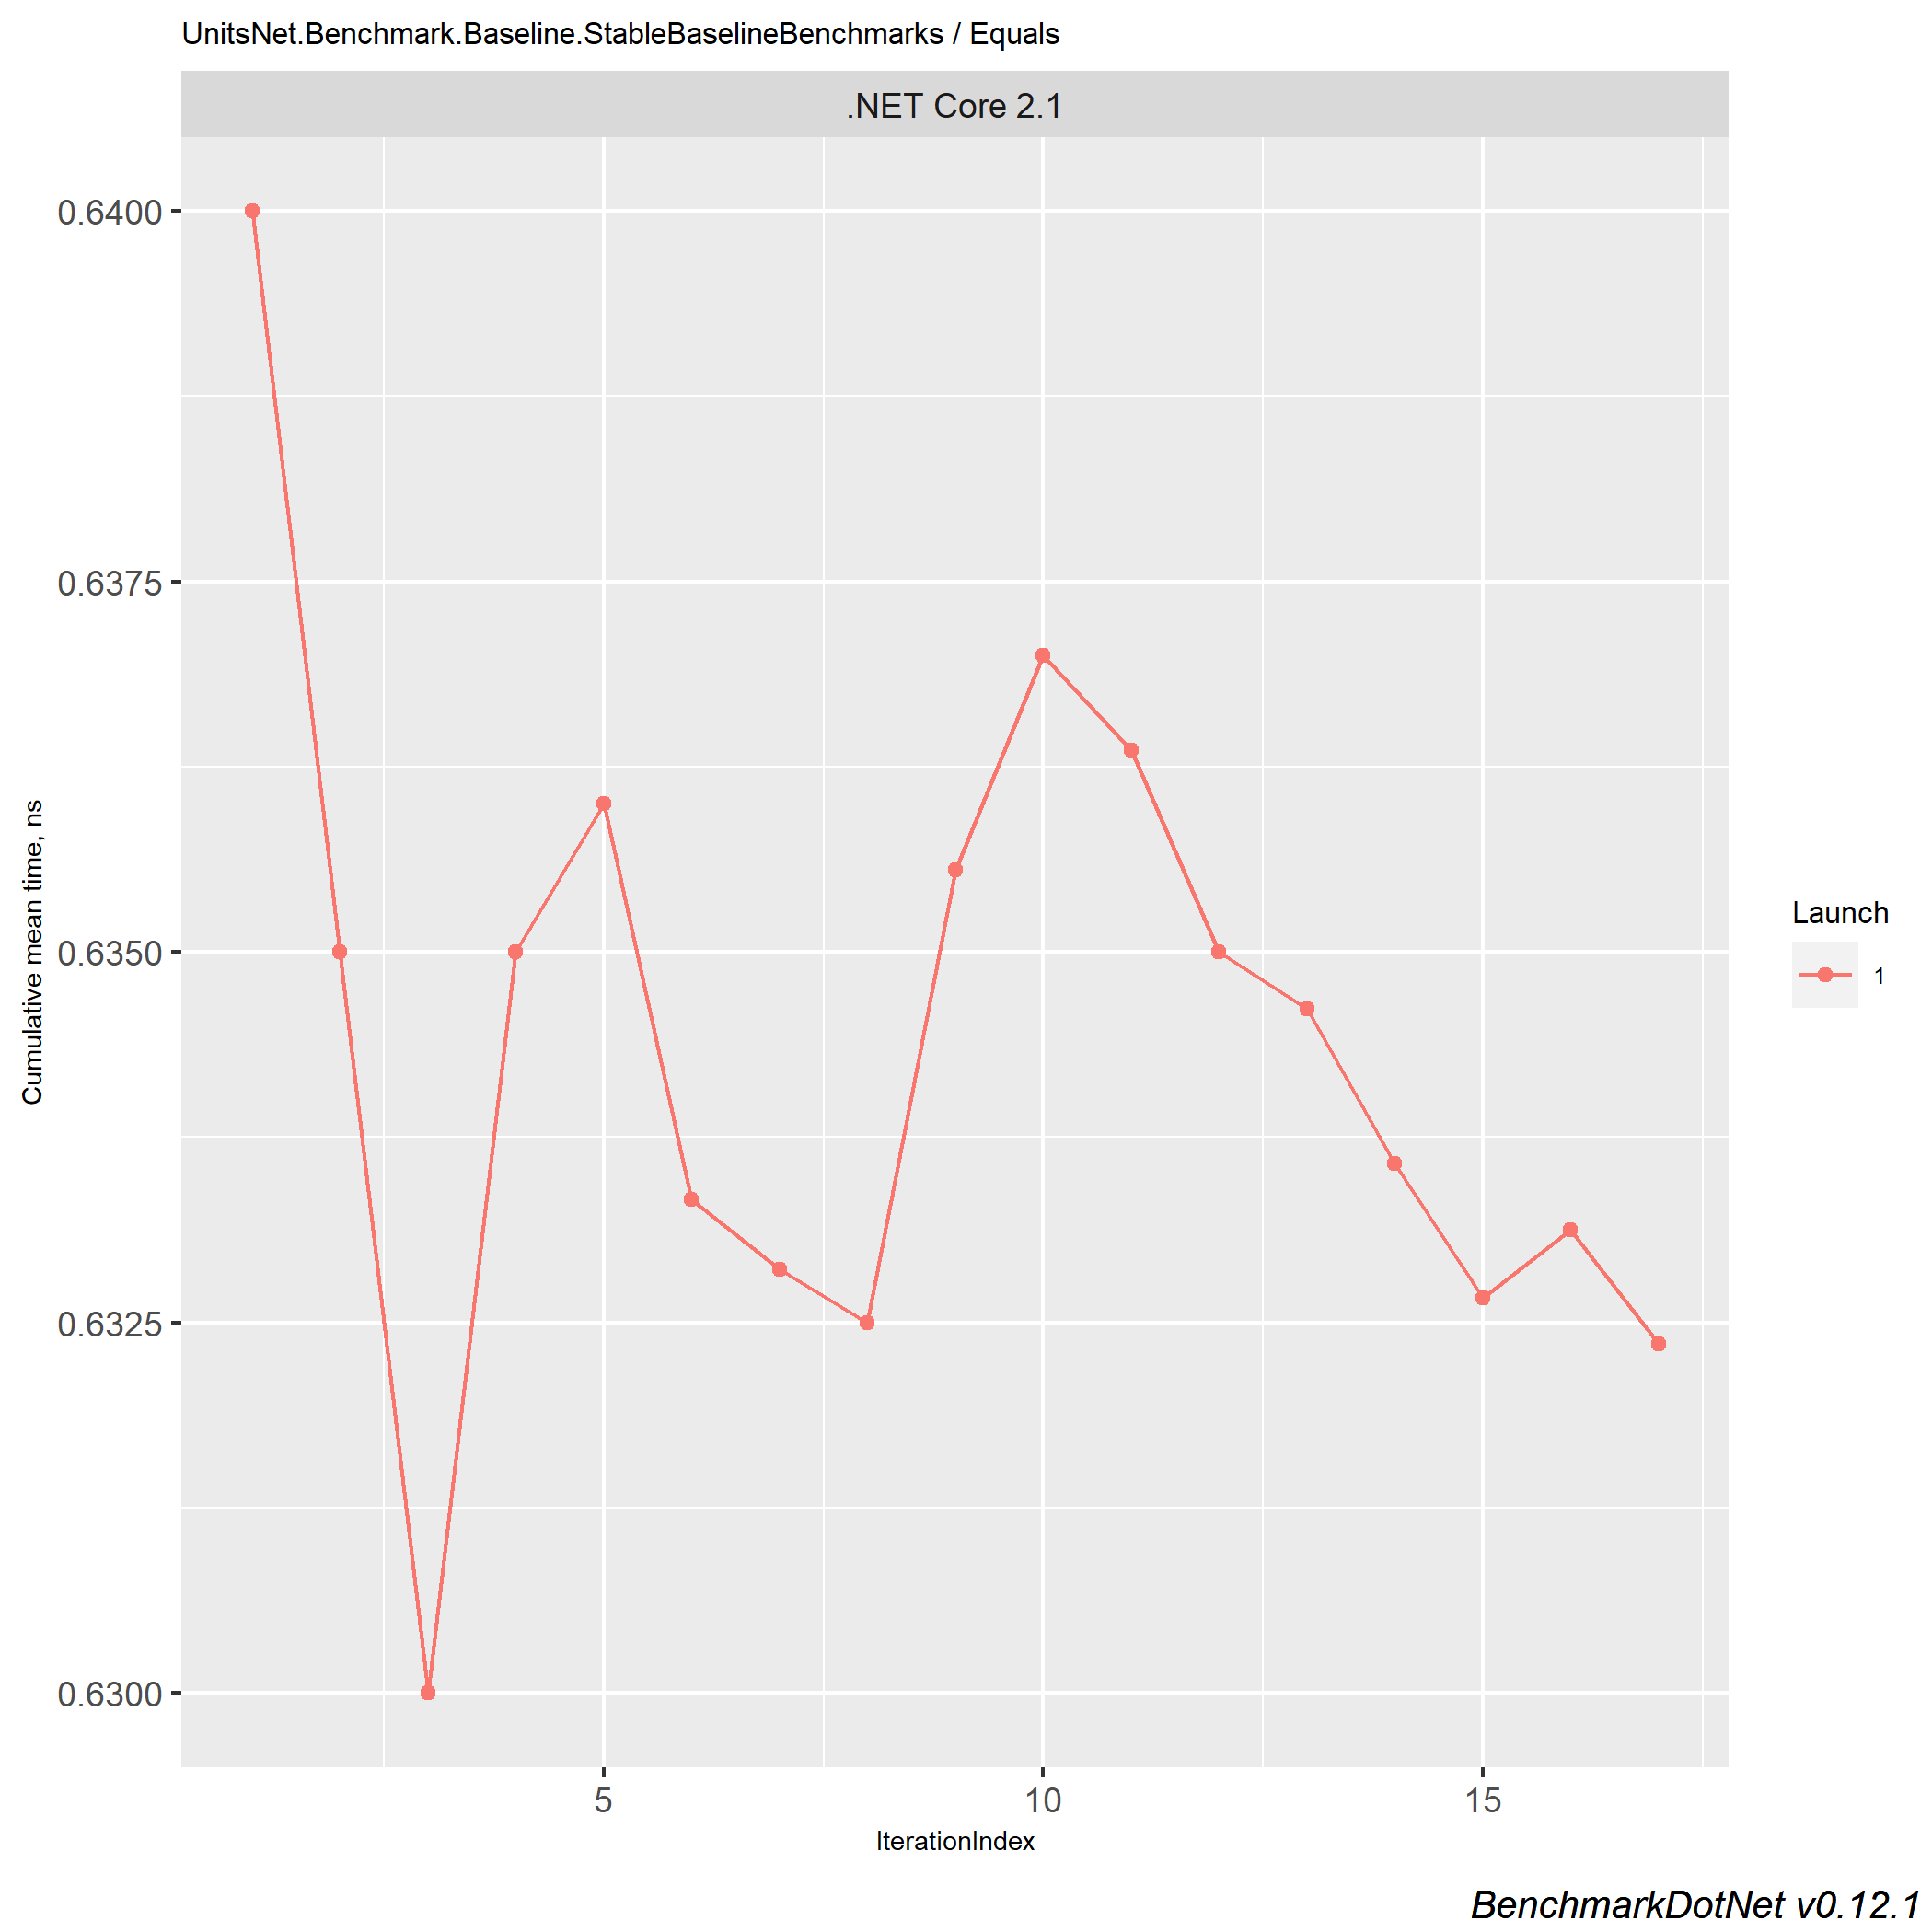 UnitsNet.Benchmark.Baseline.StableBaselineBenchmarks / Equals
.NET Core 2.1
0.6400
0.6375
0.6350
0.6325
0.6300
Cumulative mean time, ns
5
10
15
IterationIndex
Launch
1
BenchmarkDotNet v0.12.1